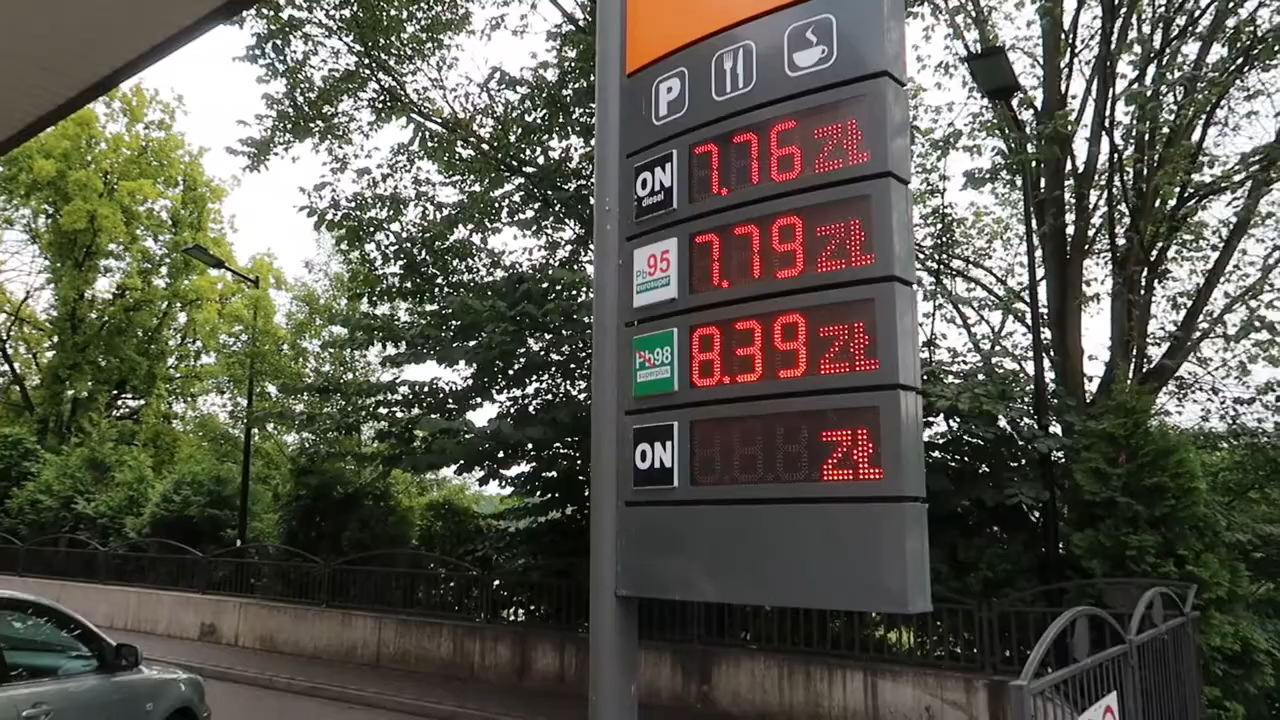 P
ON
diesel
7.76 ZŁ
Pb95
eurosuper
7.79 ZŁ
Pb98
superplus
8.39 ZŁ
ON
ZŁ